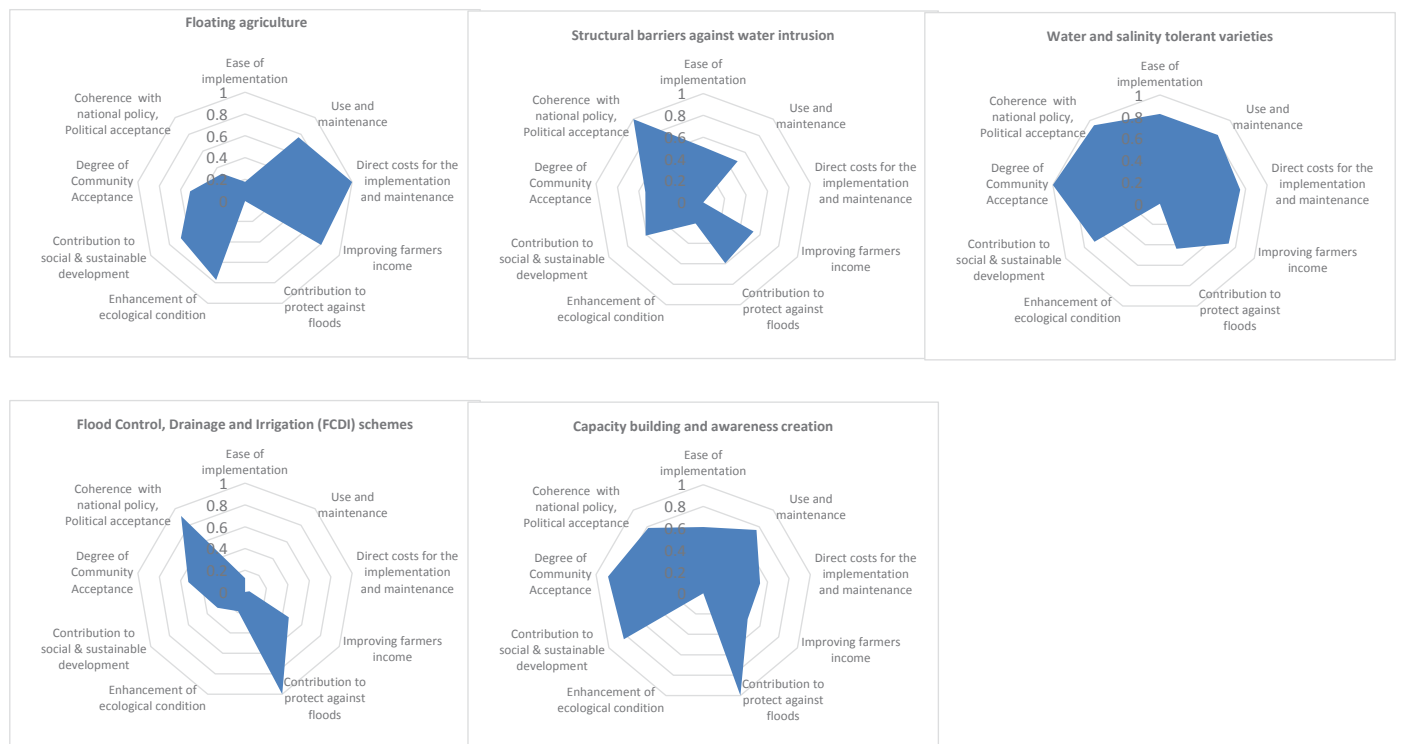 Floating agriculture
Ease of
implementation
Use and
maintenance
Direct costs for the
implementation
and maintenance
Improving farmers
income
Contribution to
protect against
floods
Enhancement of
ecological condition
Contribution to
social & sustainable
development
Degree of
Community
Acceptance
Coherence with
national policy,
Political acceptance
1
0.8
0.6
0.4
0.2
0
Structural barriers against water intrusion
Ease of
implementation
Use and
maintenance
Direct costs for the
implementation
and maintenance
Improving farmers
income
Contribution to
protect against
floods
Enhancement of
ecological condition
Contribution to
social & sustainable
development
Degree of
Community
Acceptance
Coherence with
national policy,
Political acceptance
1
0.8
0.6
0.4
0.2
0
Water and salinity tolerant varieties
Ease of
implementation
Use and
maintenance
Direct costs for the
implementation
and maintenance
Improving farmers
income
Contribution to
protect against
floods
Enhancement of
ecological condition
Contribution to
social & sustainable
development
Degree of
Community
Acceptance
Coherence with
national policy,
Political acceptance
1
0.8
0.6
0.4
0.2
0
Flood Control, Drainage and Irrigation (FCDI) schemes
Ease of
implementation
Use and
maintenance
Direct costs for the
implementation
and maintenance
Improving farmers
income
Contribution to
protect against
floods
Enhancement of
ecological condition
Contribution to
social & sustainable
development
Degree of
Community
Acceptance
Coherence with
national policy,
Political acceptance
1
0.8
0.6
0.4
0.2
0
Capacity building and awareness creation
Ease of
implementation
Use and
maintenance
Direct costs for the
implementation
and maintenance
Improving farmers
income
Contribution to
protect against
floods
Enhancement of
ecological condition
Contribution to
social & sustainable
development
Degree of
Community
Acceptance
Coherence with
national policy,
Political acceptance
1
0.8
0.6
0.4
0.2
0